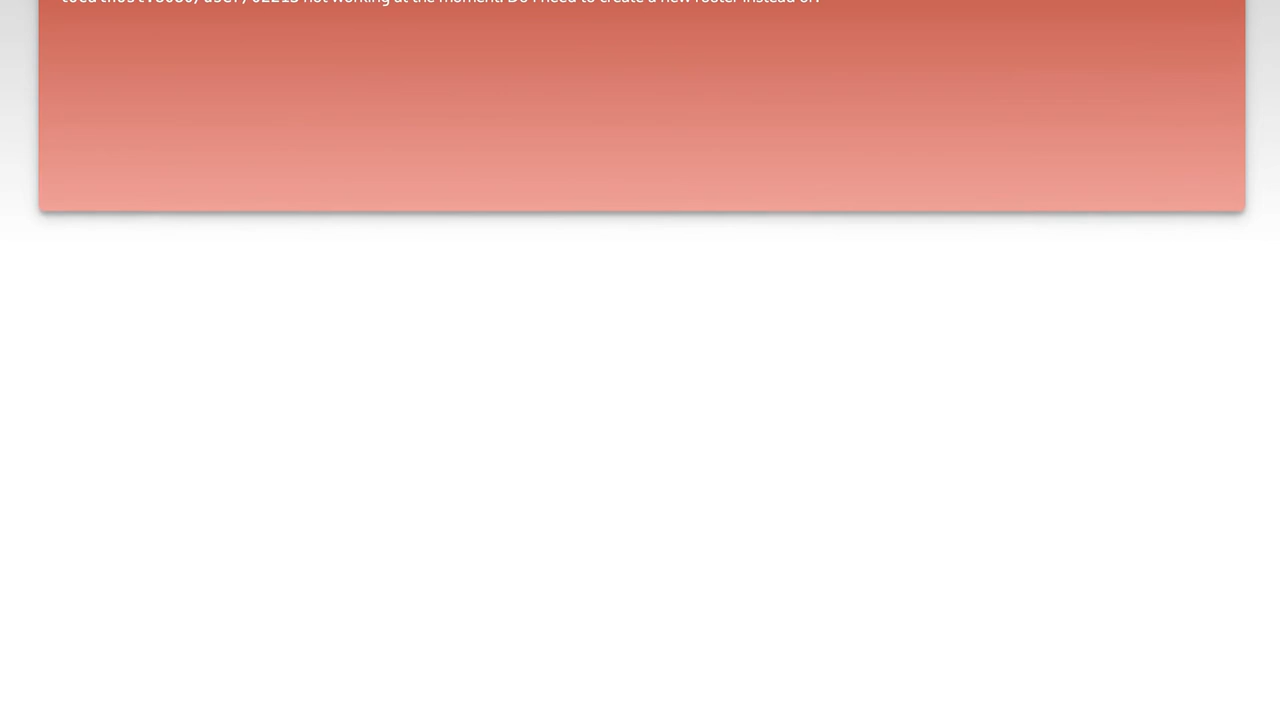 not working at the moment. Do I need to create a new router instead of?